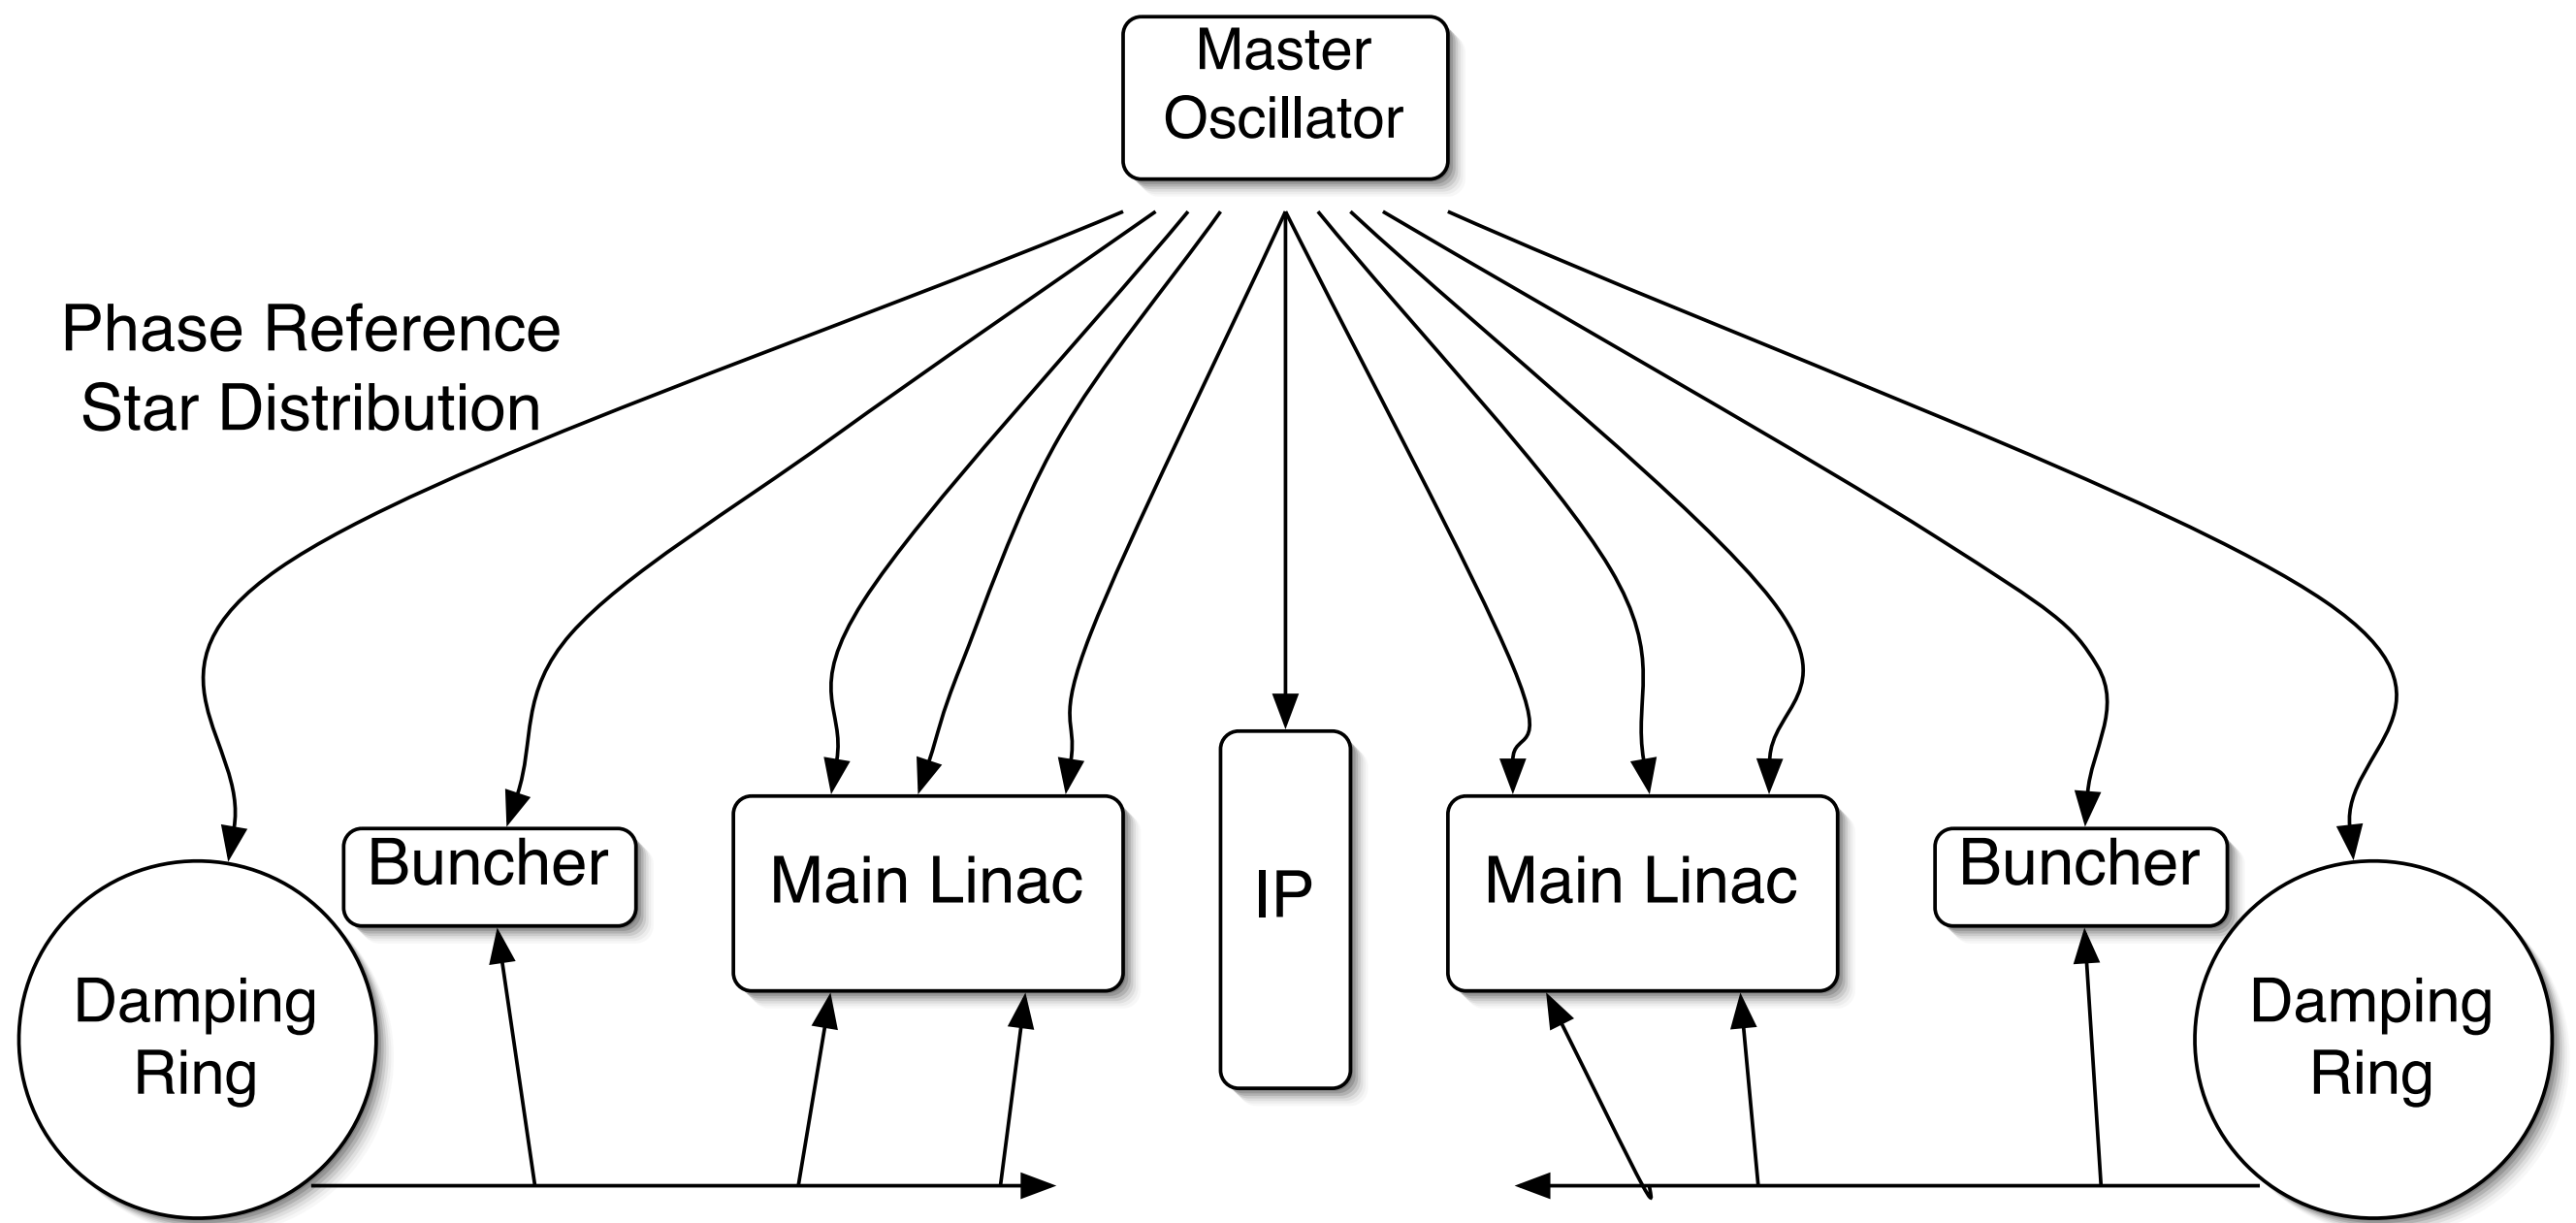 Master
Oscillator
Phase Reference
Star Distribution
Buncher
Main Linac
IP
Main Linac
Buncher
Damping
Ring
Damping
Ring